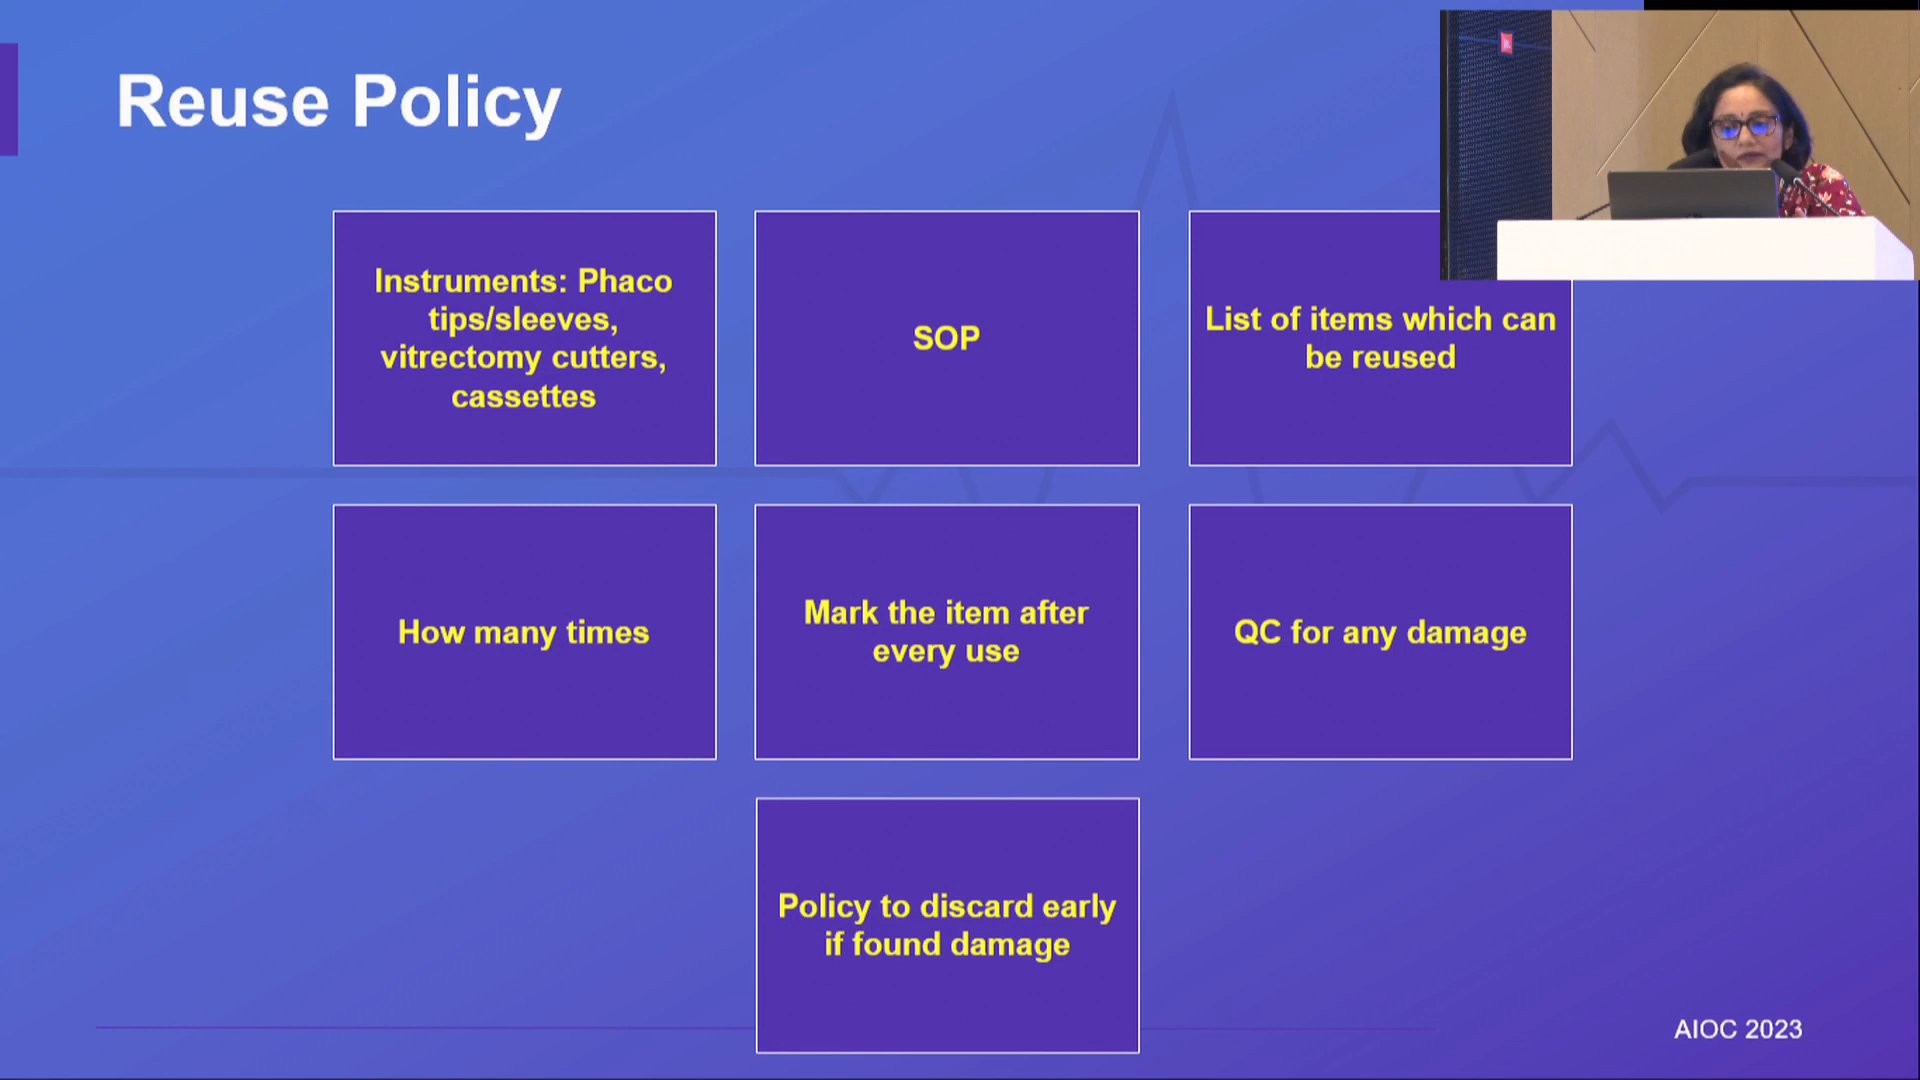 Reuse Policy
Instruments: Phaco
tips/sleeves,
vitrectomy cutters,
cassettes
SOP
List of items which can
be reused
How many times
Mark the item after
every use
QC for any damage
Policy to discard early
if found damage
AIOC 2023